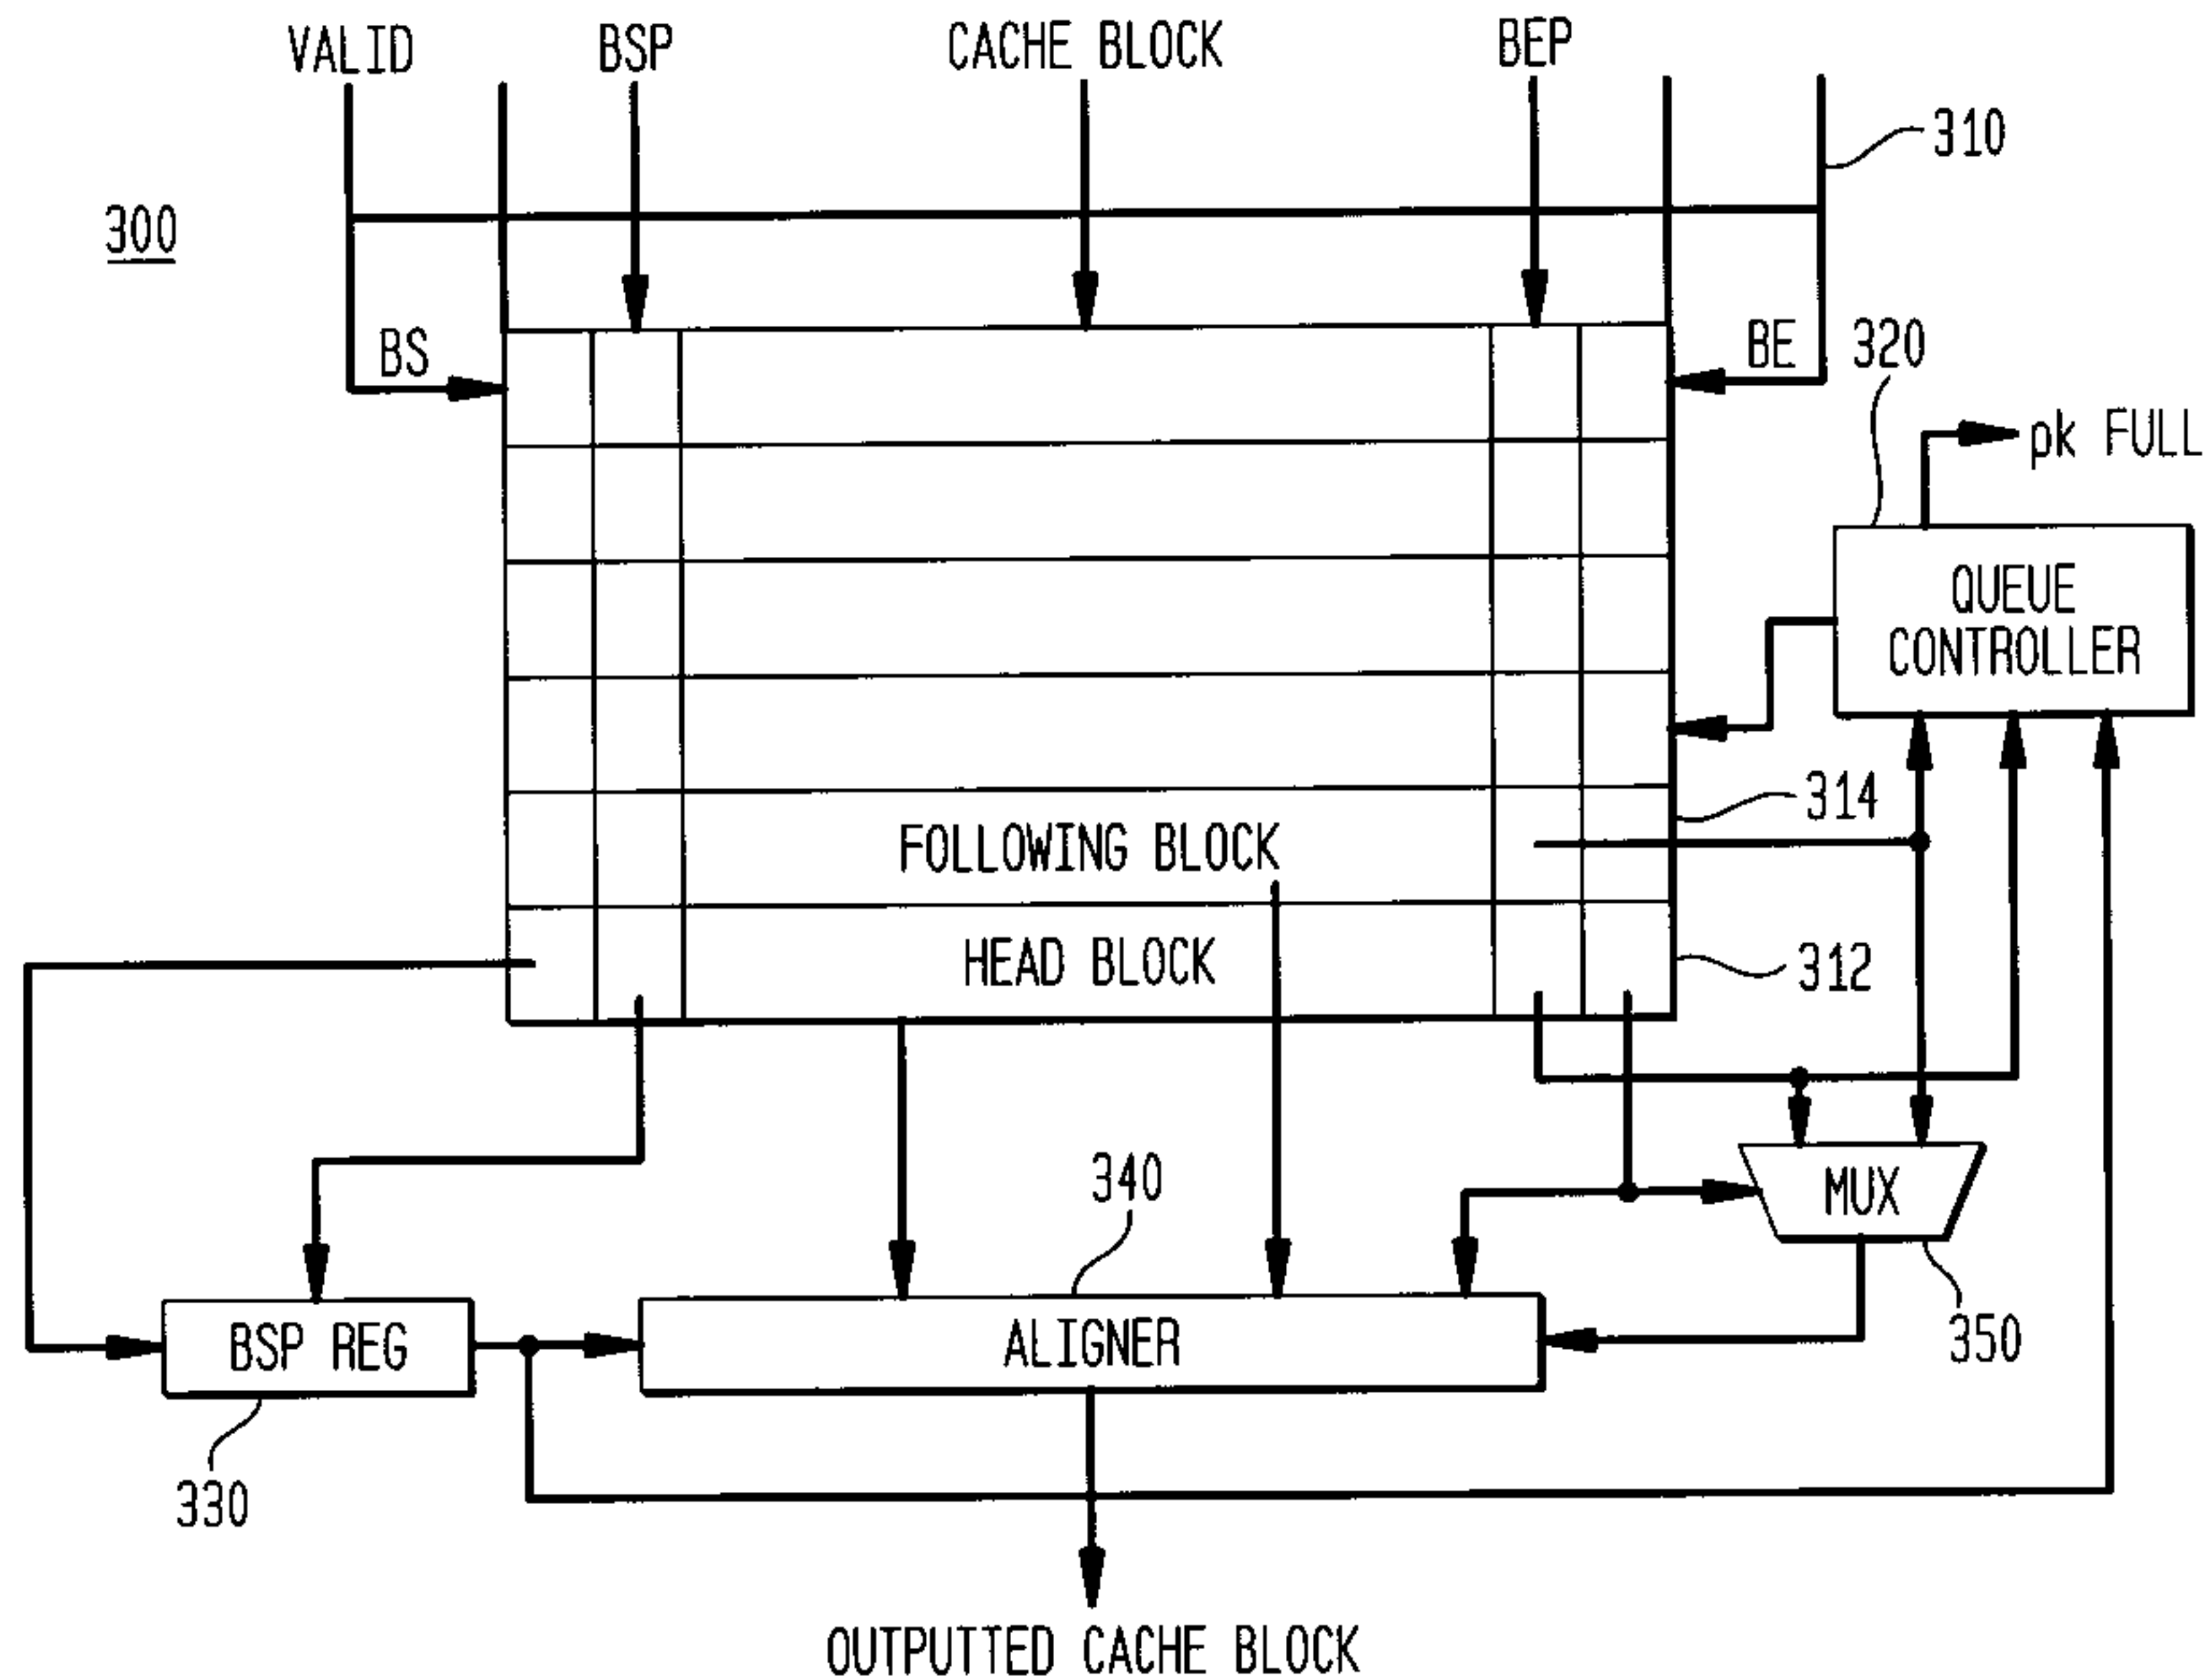 VALID
BSP
CACHE BLOCK
BEP
310
300
BS
BE
320
pk FULL
QUEUE
CONTROLLER
314
FOLLOWING BLOCK
HEAD BLOCK
312
340
MUX
BSP REG
ALIGNER
350
330
OUTPUTTED CACHE BLOCK